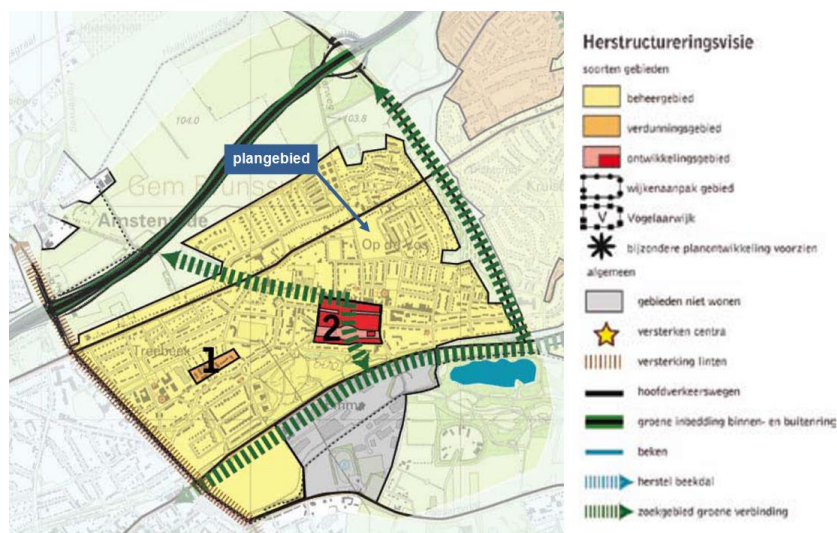 Herstructureringsvisie
soorten gebieden
beheergebied
verdunningsgebied
ontwikkelingsgebied
wijkenaanpak gebied
V
Vogelaarwijk
bijzondere planontwikkeling voorzien
algemeen
gebieden niet wonen
versterken centra
versterking linten
hoofdverkeerswegen
groene inbedding binnen- en buitenring
beken
herstel beekdal
zoekgebied groene verbinding
plangebied
104.0
103.8
Gem
Amstenrade
Op de Vos
Treebeek
1
2